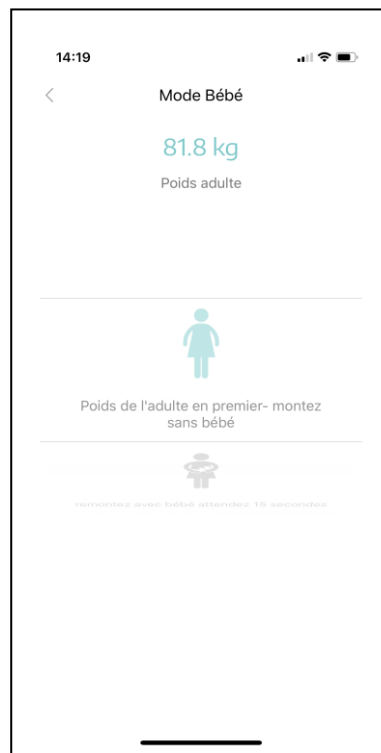 14:19
Mode Bébé
81.8 kg
Poids adulte
Poids de l'adulte en premier- montez
sans bébé
remontez avec bébé attendez 15 secondes